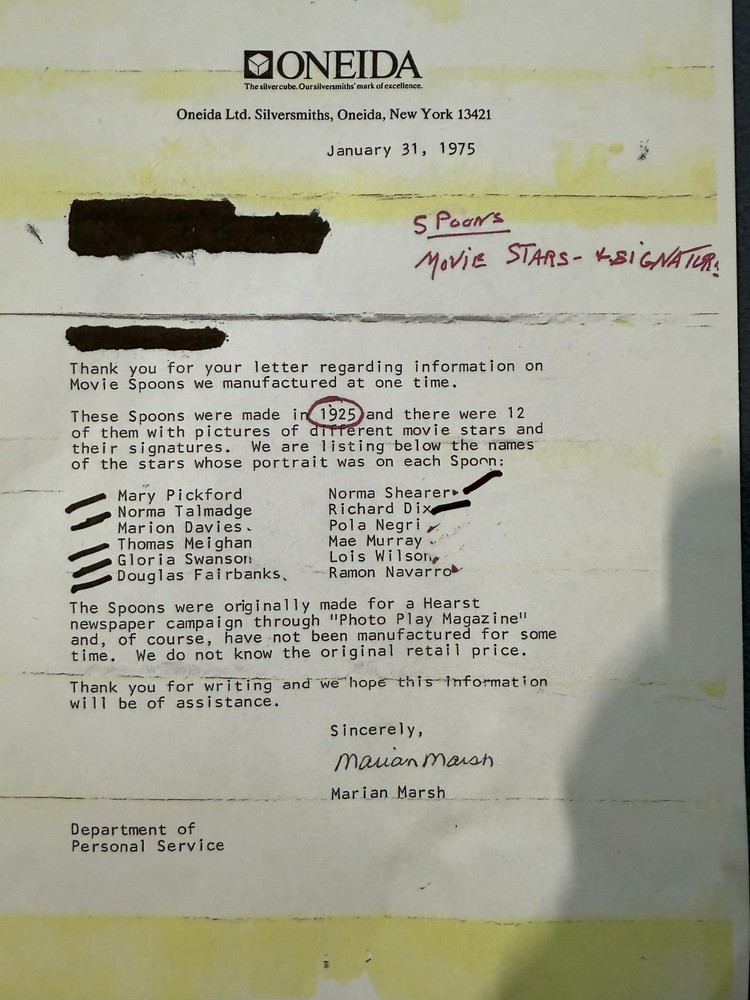 ONEIDA
The silver cube. Our silversmiths' mark of excellence.
Oneida Ltd. Silversmiths, Oneida, New York 13421
January 31, 1975
SPOONS
MOVIE STARS- & SIGNATUR
Thank you for your letter regarding information on
Movie Spoons we manufactured at one time.
These Spoons were made in 1925 and there were 12
of them with pictures of different movie stars and
their signatures. We are listing below the names
of the stars whose portrait was on each Spoon:
Mary Pickford Norma Shearer
Norma Talmadge Richard Dix
Marion Davies Pola Negri
Thomas Meighan Mae Murray
Gloria Swanson Lois Wilson
Douglas Fairbanks Ramon Navarro
The Spoons were originally made for a Hearst
newspaper campaign through "Photo Play Magazine"
and, of course, have not been manufactured for some
time. We do not know the original retail price.
Thank you for writing and we hope this information
will be of assistance.
Sincerely,
Marian Marsh
Marian Marsh
Department of
Personal Service